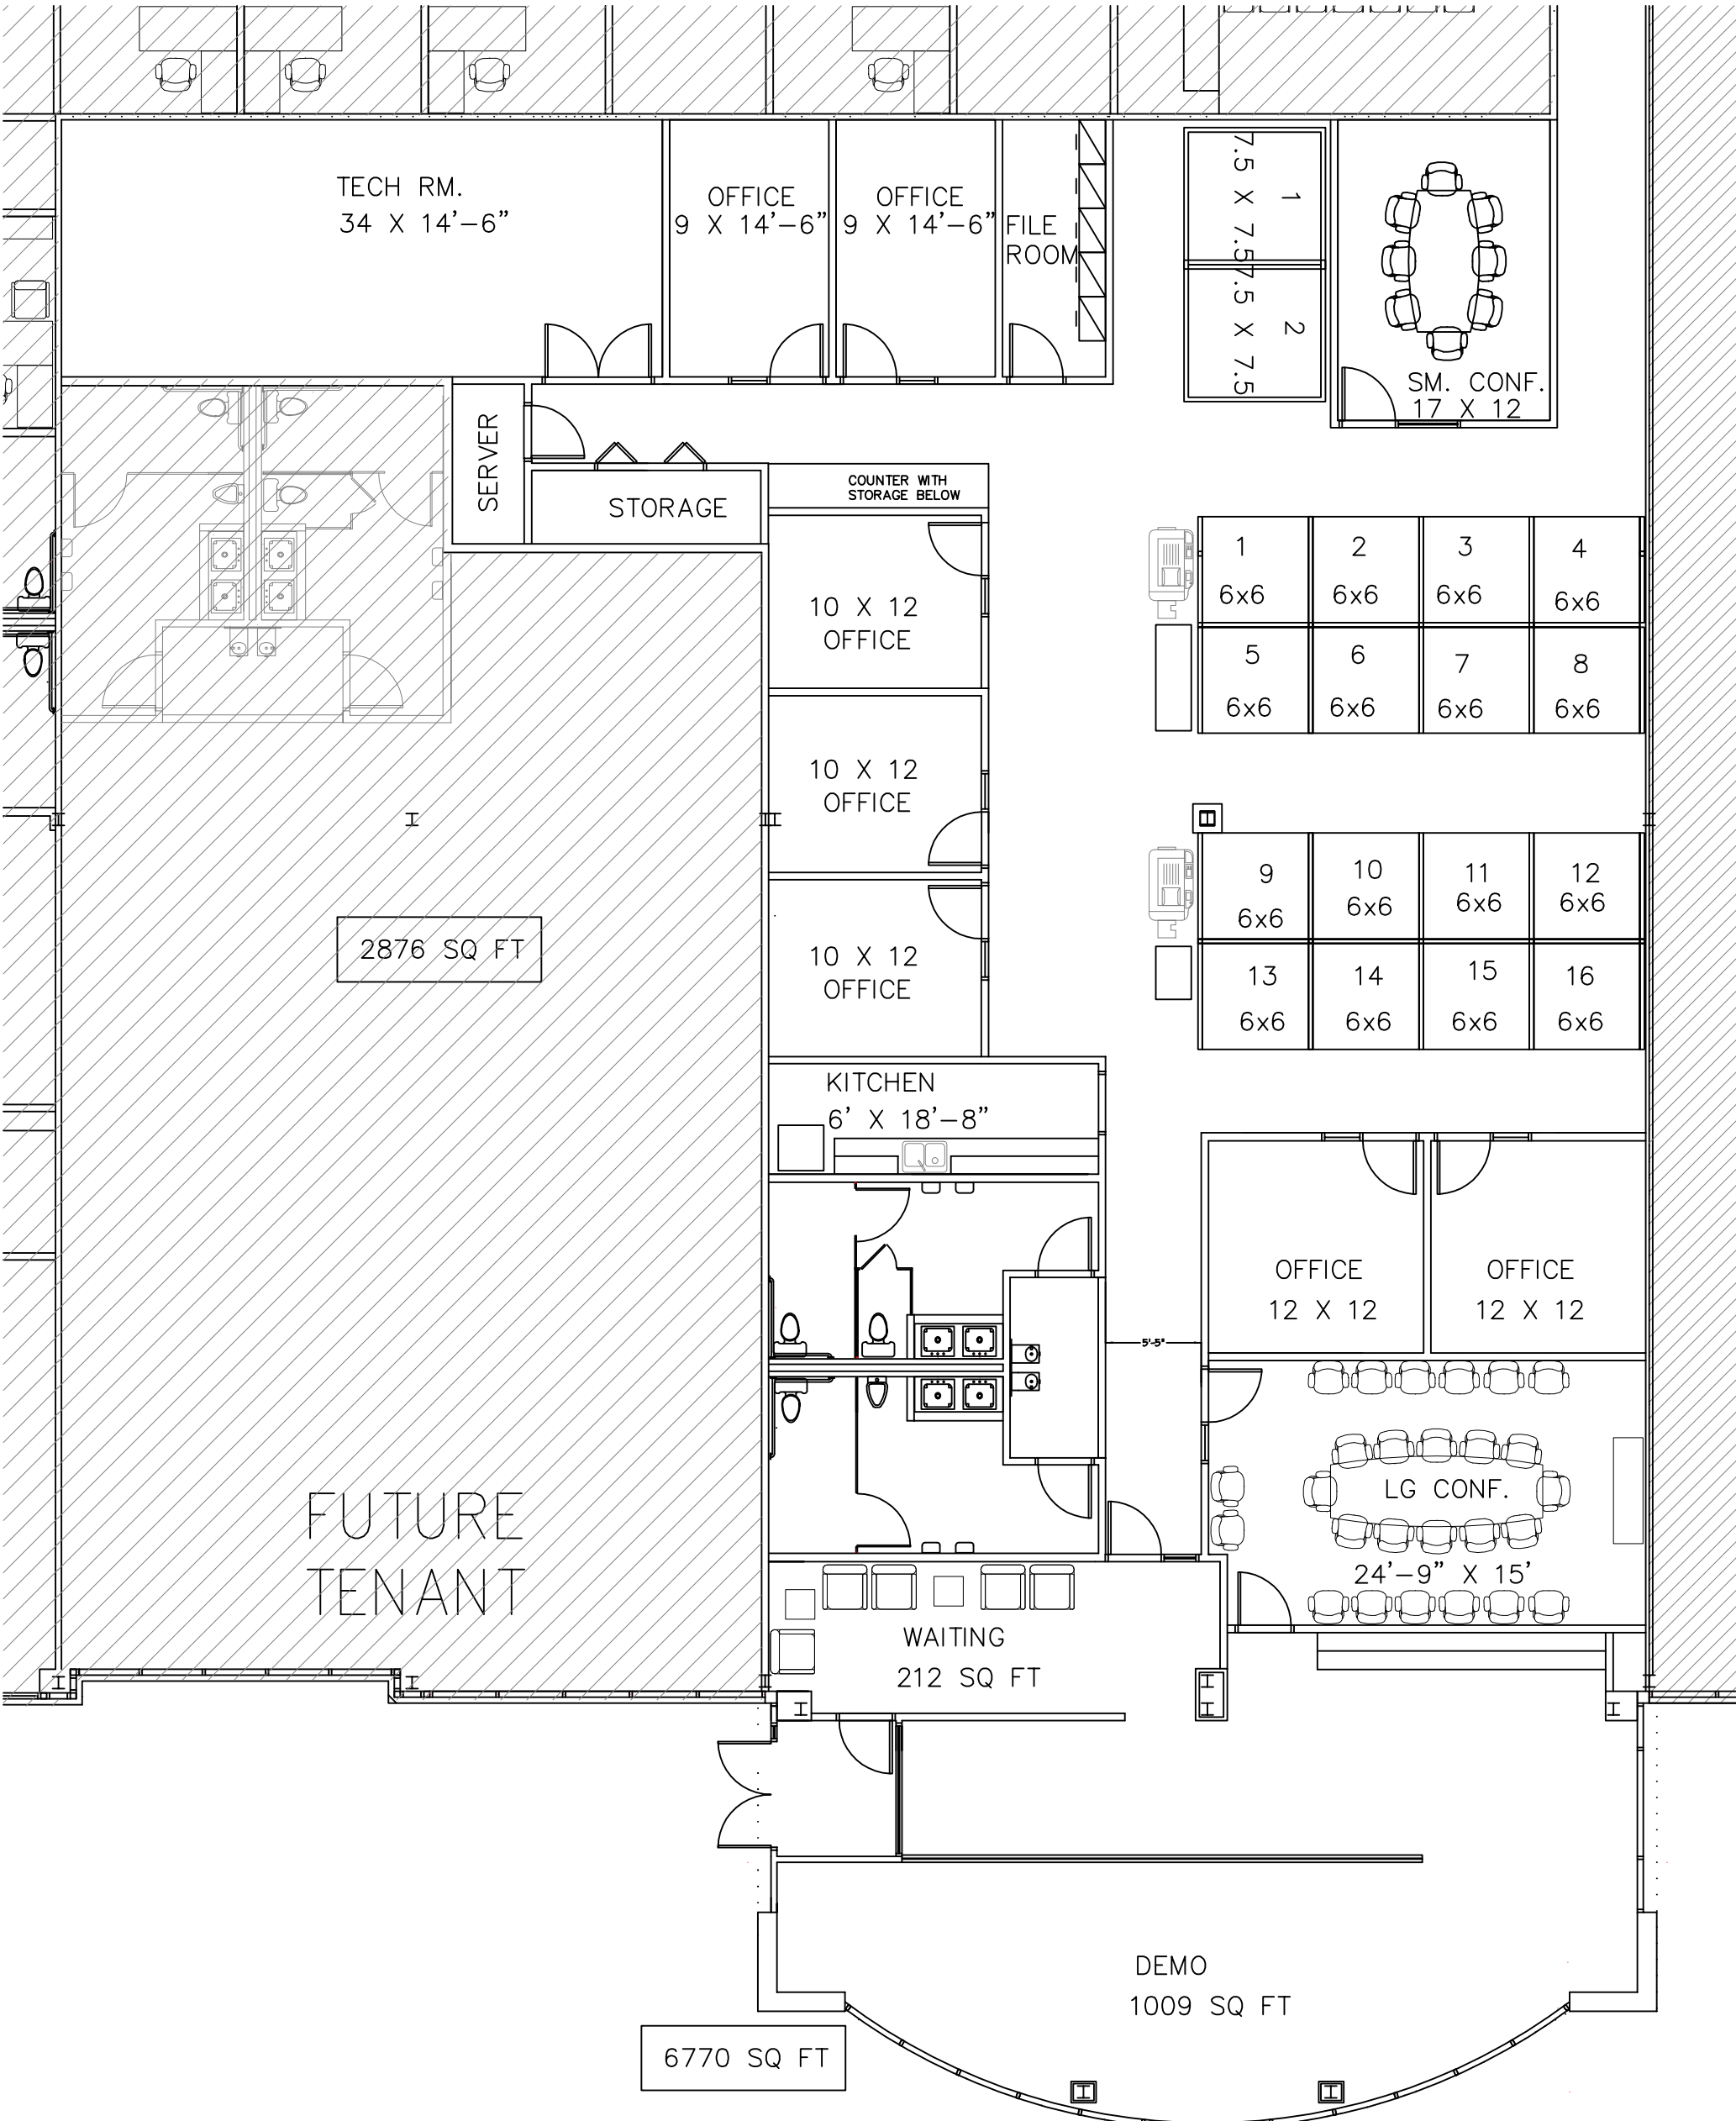 TECH RM.
34 X 14'-6"
OFFICE
9 X 14'-6"
OFFICE
9 X 14'-6"
FILE
ROOM
1
7.5 X 7.5
2
7.5 X 7.5
SM. CONF.
17 X 12
SERVER
STORAGE
COUNTER WITH
STORAGE BELOW
10 X 12
OFFICE
1
6x6
2
6x6
3
6x6
4
6x6
5
6x6
6
6x6
7
6x6
8
6x6
10 X 12
OFFICE
9
6x6
10
6x6
11
6x6
12
6x6
2876 SQ FT
10 X 12
OFFICE
13
6x6
14
6x6
15
6x6
16
6x6
KITCHEN
6' X 18'-8"
OFFICE
12 X 12
OFFICE
12 X 12
5'-5"
LG CONF.
24'-9" X 15'
FUTURE
TENANT
WAITING
212 SQ FT
DEMO
1009 SQ FT
6770 SQ FT